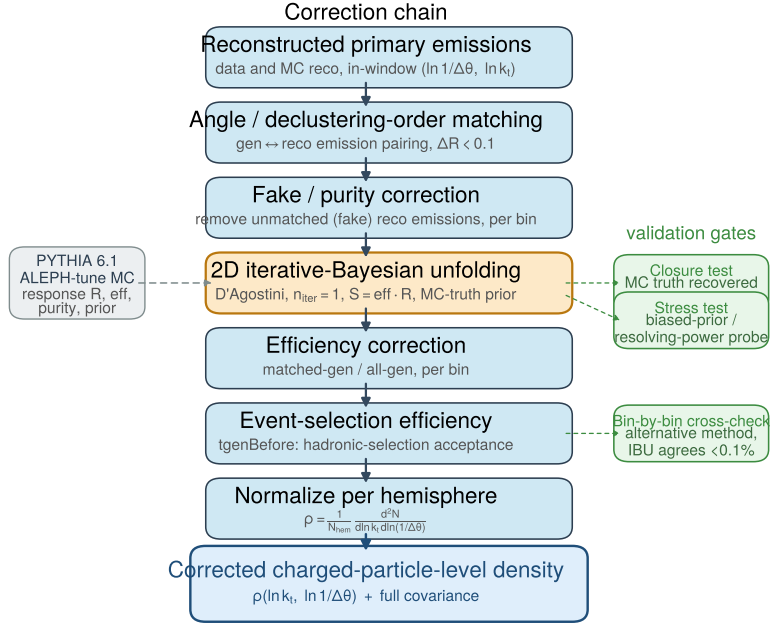 Correction chain
Reconstructed primary emissions
data and MC reco, in-window (ln 1/Δθ, ln kₜ)
Angle / declustering-order matching
gen ↔ reco emission pairing, ΔR < 0.1
Fake / purity correction
remove unmatched (fake) reco emissions, per bin
PYTHIA 6.1
ALEPH-tune MC
response R, eff,
purity, prior
2D iterative-Bayesian unfolding
D'Agostini, n_iter = 1, S = eff · R, MC-truth prior
validation gates
Closure test
MC truth recovered
Stress test
biased-prior /
resolving-power probe
Efficiency correction
matched-gen / all-gen, per bin
Event-selection efficiency
tgenBefore: hadronic-selection acceptance
Bin-by-bin cross-check
alternative method,
IBU agrees <0.1%
Normalize per hemisphere
ρ = 1/N_hem d²N/(dln kₜ dln(1/Δθ))
Corrected charged-particle-level density
ρ(ln kₜ, ln 1/Δθ) + full covariance